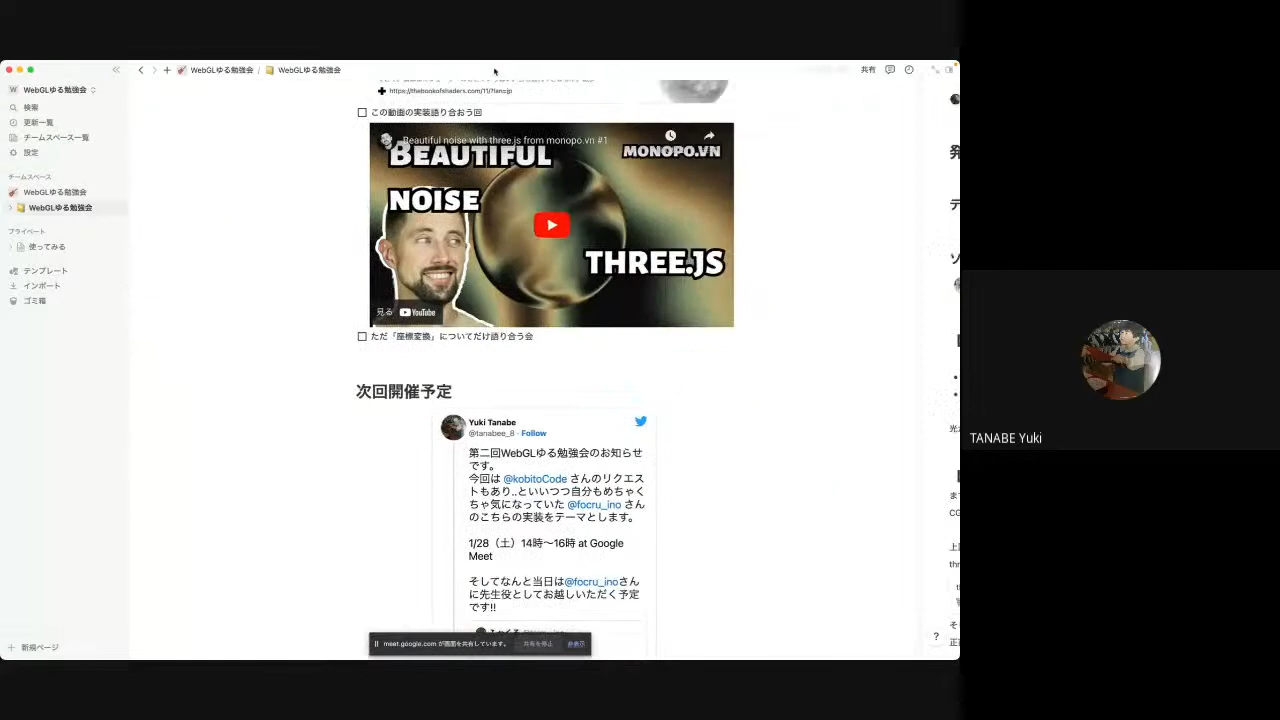 WebGLゆる勉強会 / WebGLゆる勉強会
共有
WebGLゆる勉強会
検索
更新一覧
チームスペース一覧
設定
チームスペース
WebGLゆる勉強会
WebGLゆる勉強会
プライベート
使ってみる
テンプレート
インポート
ゴミ箱
新規ページ
https://thebookofshaders.com/11/?lan=jp
この動画の実装語り合おう回
Beautiful noise with three.js from monopo.vn #1
BEAUTIFUL
NOISE
MONOPO.VN
THREE.JS
見る YouTube
ただ「座標変換」についてだけ語り合う会
次回開催予定
Yuki Tanabe
@tanabee_8 · Follow
第二回WebGLゆる勉強会のお知らせ
です。
今回は @kobitoCode さんのリクエス
トもあり..といいつつ自分もめちゃく
ちゃ気になっていた @focru_ino さん
のこちらの実装をテーマとします。
1/28（土）14時〜16時 at Google
Meet
そしてなんと当日は@focru_inoさん
に先生役としてお越しいただく予定
です!!
meet.google.com が画面を共有しています。
共有を停止
非表示
?
TANABE Yuki